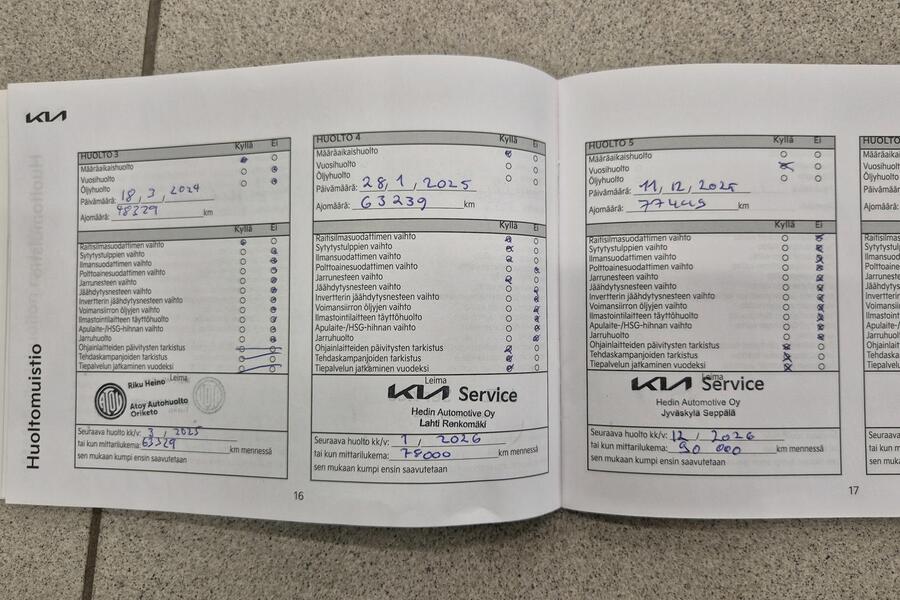 KIA
Huoltomuistio
HUOLTO 3
Kyllä Ei
Määräaikaishuolto
Vuosihuolto
Öljyhuolto
Päivämäärä: 18, 3, 2024
Ajomäärä: 48329 km
Kyllä Ei
Raitisilmasuodattimen vaihto
Sytytystulppien vaihto
Ilmansuodattimen vaihto
Polttoainesuodattimen vaihto
Jarrunesteen vaihto
Jäähdytysnesteen vaihto
Invertterin jäähdytysnesteen vaihto
Voimansiirron öljyjen vaihto
Ilmastointilaitteen täyttöhuolto
Apulaite-/HSG-hihnan vaihto
Jarruhuolto
Ohjainlaitteiden päivitysten tarkistus
Tehdaskampanjoiden tarkistus
Tiepalvelun jatkaminen vuodeksi
Leima
Riku Heino
Atoy Autohuolto
Oriketo
Seuraava huolto kk/v: 3, 2025
tai kun mittarilukema: 63329 km mennessä
sen mukaan kumpi ensin saavutetaan
16
HUOLTO 4
Kyllä Ei
Määräaikaishuolto
Vuosihuolto
Öljyhuolto
Päivämäärä: 28, 1, 2025
Ajomäärä: 63239 km
Kyllä Ei
Raitisilmasuodattimen vaihto
Sytytystulppien vaihto
Ilmansuodattimen vaihto
Polttoainesuodattimen vaihto
Jarrunesteen vaihto
Jäähdytysnesteen vaihto
Invertterin jäähdytysnesteen vaihto
Voimansiirron öljyjen vaihto
Ilmastointilaitteen täyttöhuolto
Apulaite-/HSG-hihnan vaihto
Jarruhuolto
Ohjainlaitteiden päivitysten tarkistus
Tehdaskampanjoiden tarkistus
Tiepalvelun jatkaminen vuodeksi
Leima
KIA Service
Hedin Automotive Oy
Lahti Renkomäki
Seuraava huolto kk/v: 1, 2026
tai kun mittarilukema: 78000 km mennessä
sen mukaan kumpi ensin saavutetaan
HUOLTO 5
Kyllä Ei
Määräaikaishuolto
Vuosihuolto
Öljyhuolto
Päivämäärä: 11, 12, 2025
Ajomäärä: km
Kyllä Ei
Raitisilmasuodattimen vaihto
Sytytystulppien vaihto
Ilmansuodattimen vaihto
Polttoainesuodattimen vaihto
Jarrunesteen vaihto
Jäähdytysnesteen vaihto
Invertterin jäähdytysnesteen vaihto
Voimansiirron öljyjen vaihto
Ilmastointilaitteen täyttöhuolto
Apulaite-/HSG-hihnan vaihto
Jarruhuolto
Ohjainlaitteiden päivitysten tarkistus
Tehdaskampanjoiden tarkistus
Tiepalvelun jatkaminen vuodeksi
Leima
KIA Service
Hedin Automotive Oy
Jyväskylä Seppälä
Seuraava huolto kk/v: 12, 2026
tai kun mittarilukema: 90 000 km mennessä
sen mukaan kumpi ensin saavutetaan
17